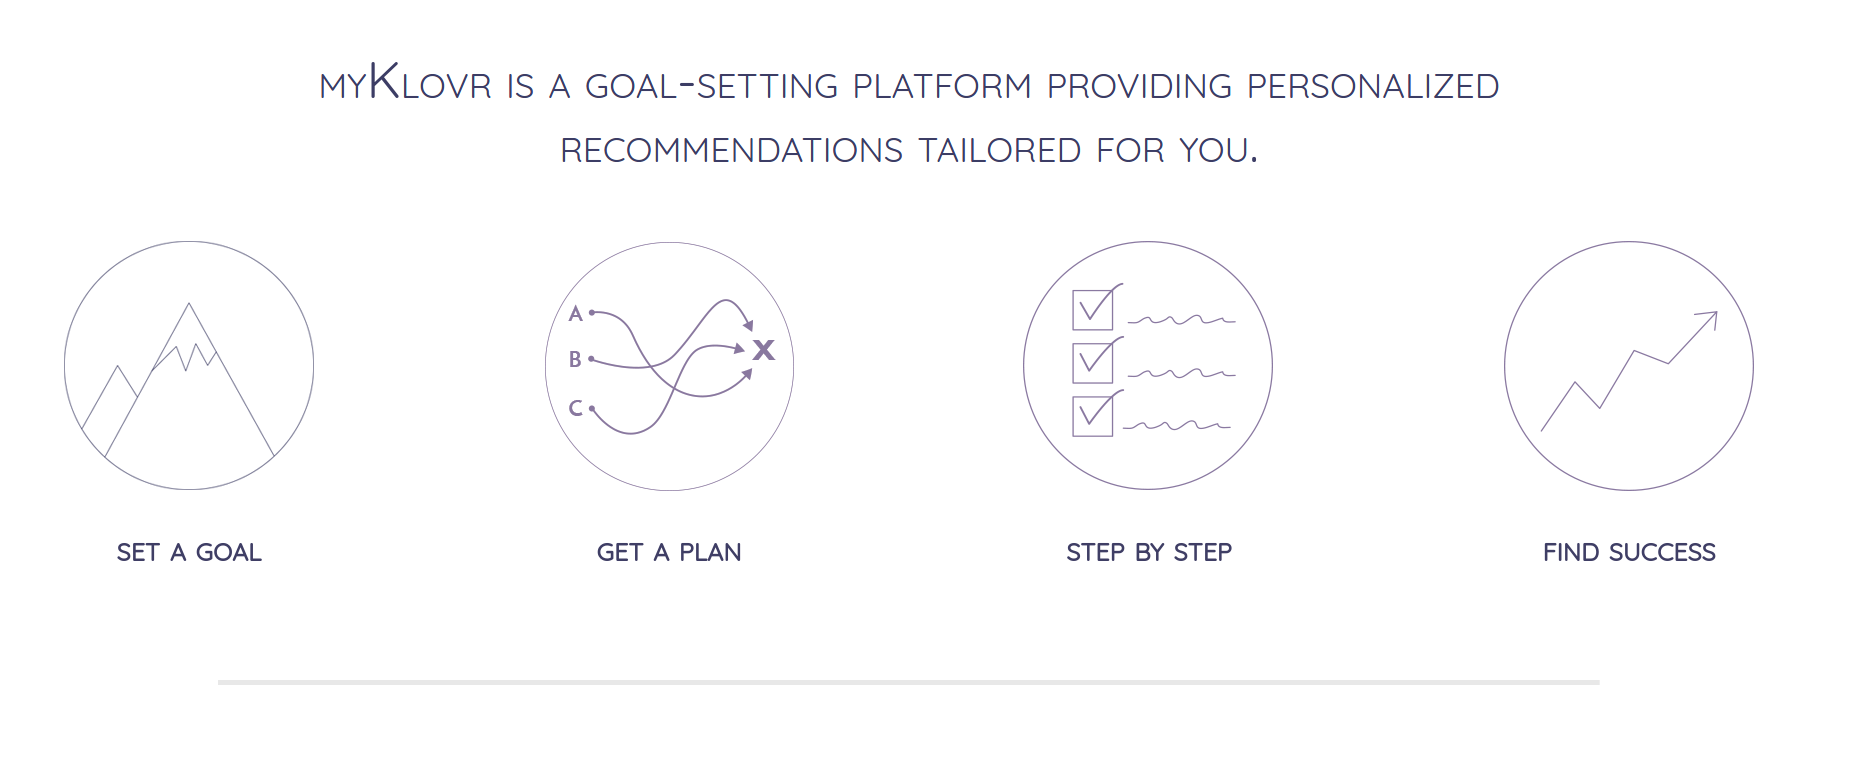 myKlovr is a goal-setting platform providing personalized
recommendations tailored for you.
A
B
C
X
SET A GOAL
GET A PLAN
STEP BY STEP
FIND SUCCESS